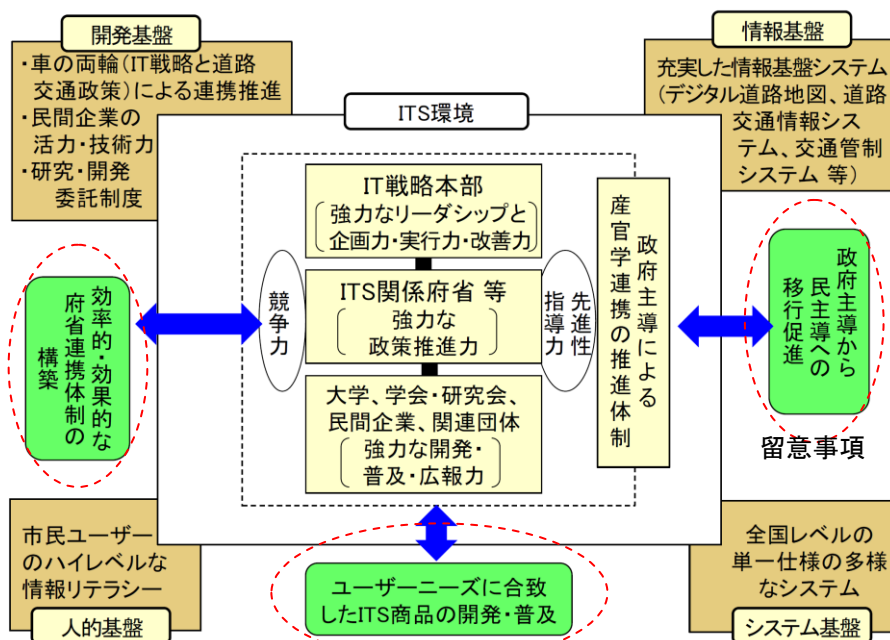 開発基盤
・車の両輪(IT戦略と道路
交通政策)による連携推進
・民間企業の
活力・技術力
・研究・開発
委託制度
情報基盤
充実した情報基盤システム
(デジタル道路地図、道路
交通情報シス
テム、交通管制
システム 等)
ITS環境
IT戦略本部
強力なリーダシップと
企画力・実行力・改善力
ITS関係府省 等
強力な
政策推進力
大学、学会・研究会、
民間企業、関連団体
強力な開発・
普及・広報力
競争力
先進性
指導力
政府主導による
産官学連携の推進体制
効率的・効果的な
府省連携体制の
構築
政府主導から
民主導への
移行促進
留意事項
市民ユーザー
のハイレベルな
情報リテラシー
人的基盤
ユーザーニーズに合致
したITS商品の開発・普及
全国レベルの
単一仕様の多様
なシステム
システム基盤